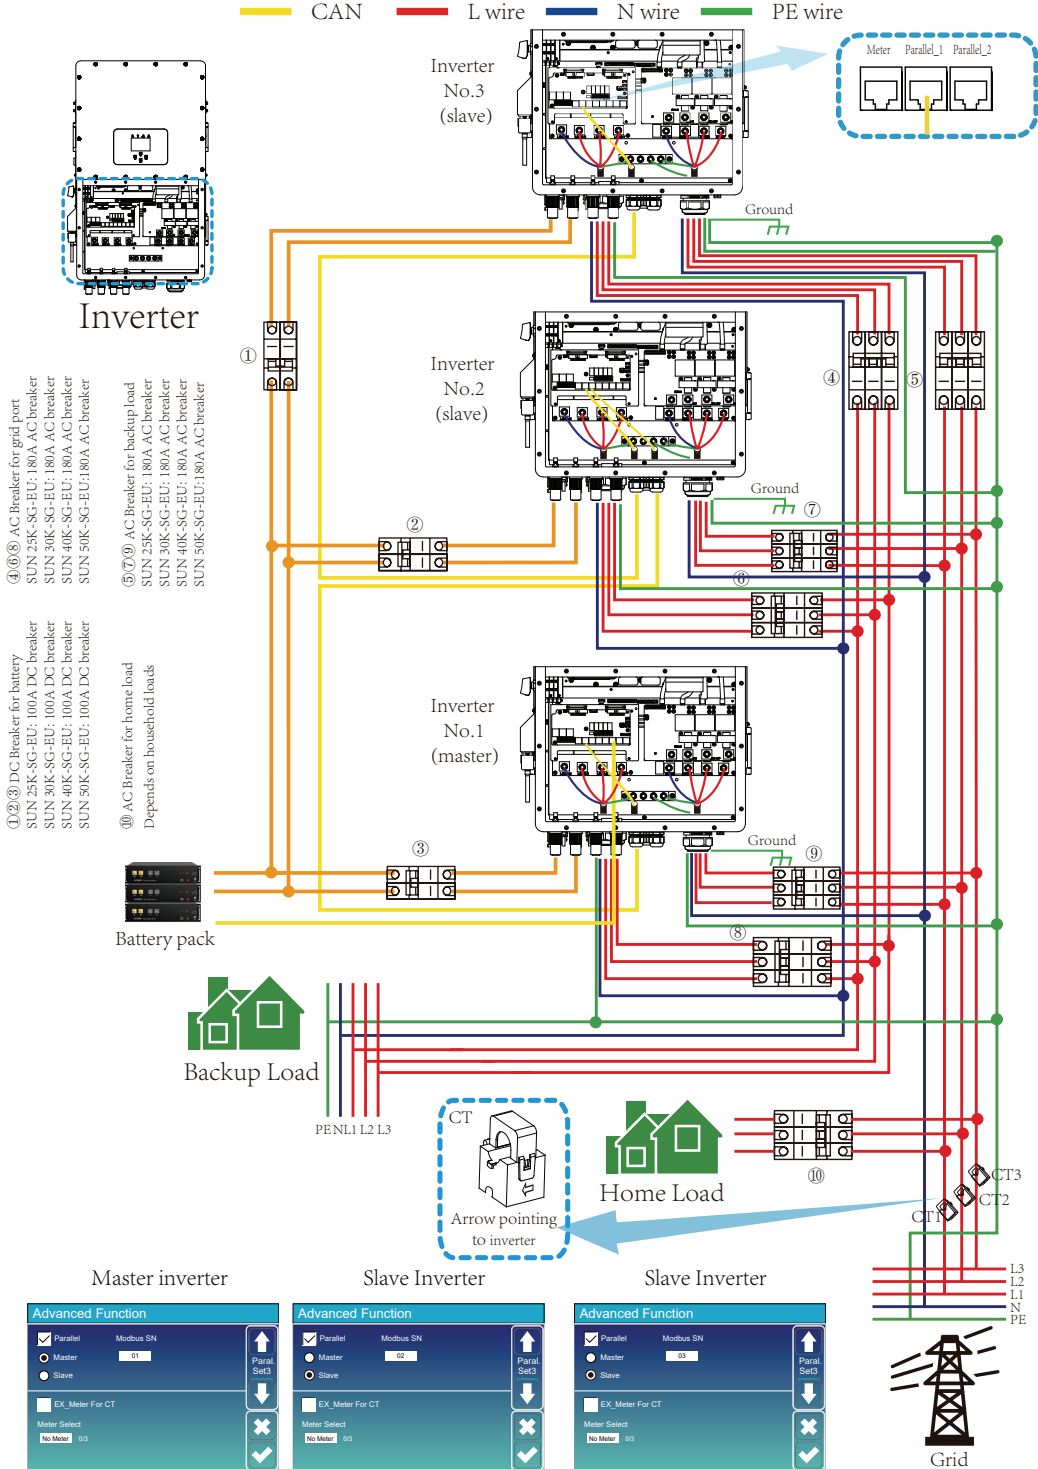 CAN
L wire
N wire
PE wire
Inverter
No.3
(slave)
Meter
Parallel_1
Parallel_2
Ground
Inverter
①
Inverter
No.2
(slave)
④
⑤
④⑥⑧ AC Breaker for grid port
SUN 25K-SG-EU: 180A AC breaker
SUN 30K-SG-EU: 180A AC breaker
SUN 40K-SG-EU: 180A AC breaker
SUN 50K-SG-EU:180A AC breaker
⑤⑦⑨ AC Breaker for backup load
SUN 25K-SG-EU: 180A AC breaker
SUN 30K-SG-EU: 180A AC breaker
SUN 40K-SG-EU: 180A AC breaker
SUN 50K-SG-EU:180A AC breaker
Ground
⑦
②
⑥
①②③ DC Breaker for battery
SUN 25K-SG-EU: 100A DC breaker
SUN 30K-SG-EU: 100A DC breaker
SUN 40K-SG-EU: 100A DC breaker
SUN 50K-SG-EU: 100A DC breaker
⑩ AC Breaker for home load
Depends on household loads
Inverter
No.1
(master)
③
Ground
⑨
Battery pack
⑧
Backup Load
PE
N
L1
L2
L3
CT
Arrow pointing
to inverter
Home Load
⑩
CT3
CT2
CT1
L3
L2
L1
N
PE
Grid
Master inverter
Advanced Function
Parallel
Modbus SN
Master
01
Slave
Paral.
Set3
EX_Meter For CT
Meter Select
No Meter
0/3
Slave Inverter
Advanced Function
Parallel
Modbus SN
Master
02
Slave
Paral.
Set3
EX_Meter For CT
Meter Select
No Meter
0/3
Slave Inverter
Advanced Function
Parallel
Modbus SN
Master
03
Slave
Paral.
Set3
EX_Meter For CT
Meter Select
No Meter
0/3